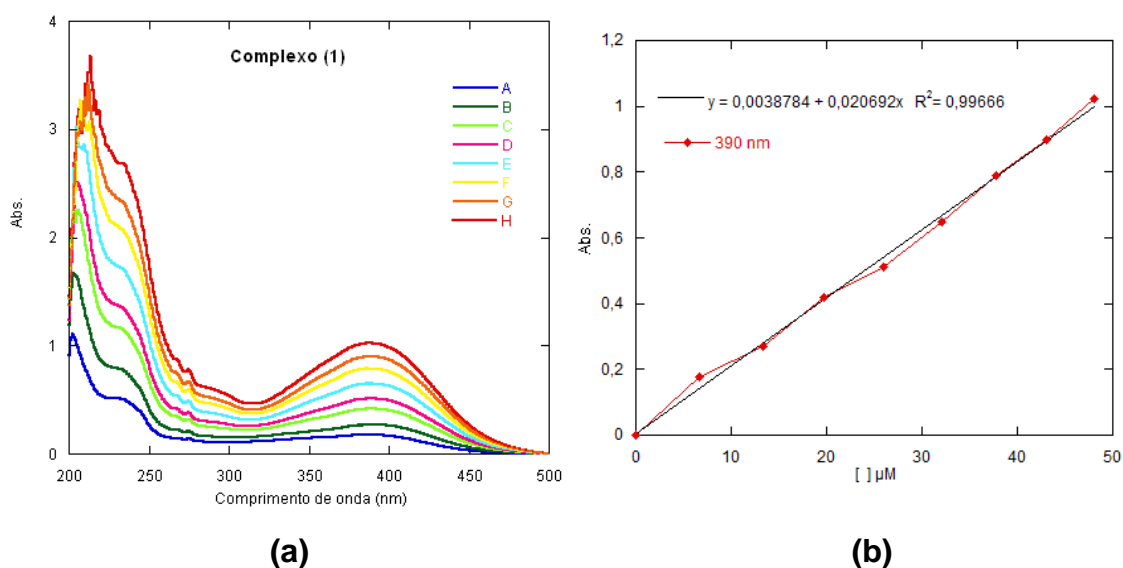 4
3
2
1
0
Abs.
Complexo (1)
A
B
C
D
E
F
G
H
200 250 300 350 400 450 500
Comprimento de onda (nm)
(a)
1,2
1
0,8
0,6
0,4
0,2
0
Abs.
y = 0,0038784 + 0,020692x R²= 0,99666
390 nm
0 10 20 30 40 50
[ ] µM
(b)